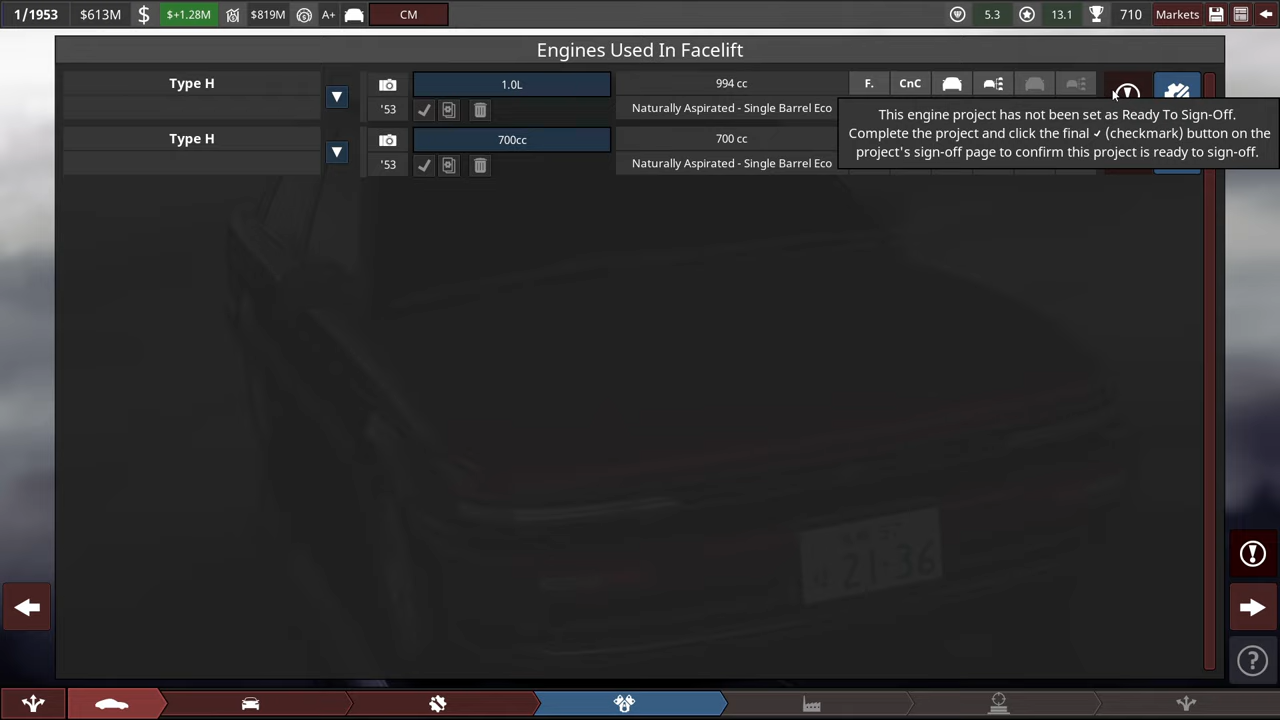 1/1953 $613M $+1.28M $819M A+ CM 5.3 13.1 710 Markets
Engines Used In Facelift
Type H 1.0L 994 cc F. CnC
'53 Naturally Aspirated - Single Barrel Eco
This engine project has not been set as Ready To Sign-Off.
Complete the project and click the final ✓ (checkmark) button on the
project's sign-off page to confirm this project is ready to sign-off.
Type H 700cc 700 cc
'53 Naturally Aspirated - Single Barrel Eco
21-36